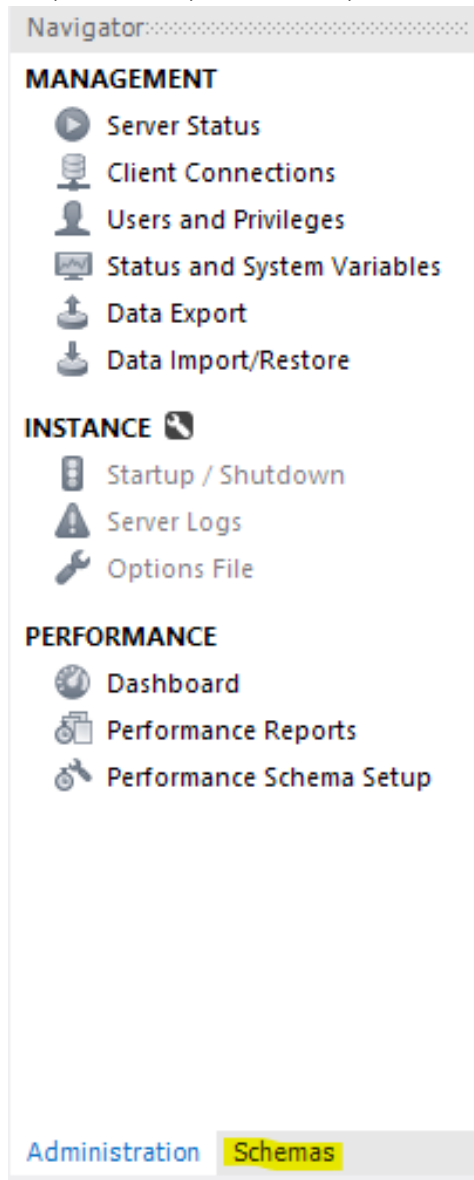 Navigator
MANAGEMENT
Server Status
Client Connections
Users and Privileges
Status and System Variables
Data Export
Data Import/Restore
INSTANCE
Startup / Shutdown
Server Logs
Options File
PERFORMANCE
Dashboard
Performance Reports
Performance Schema Setup
Administration Schemas